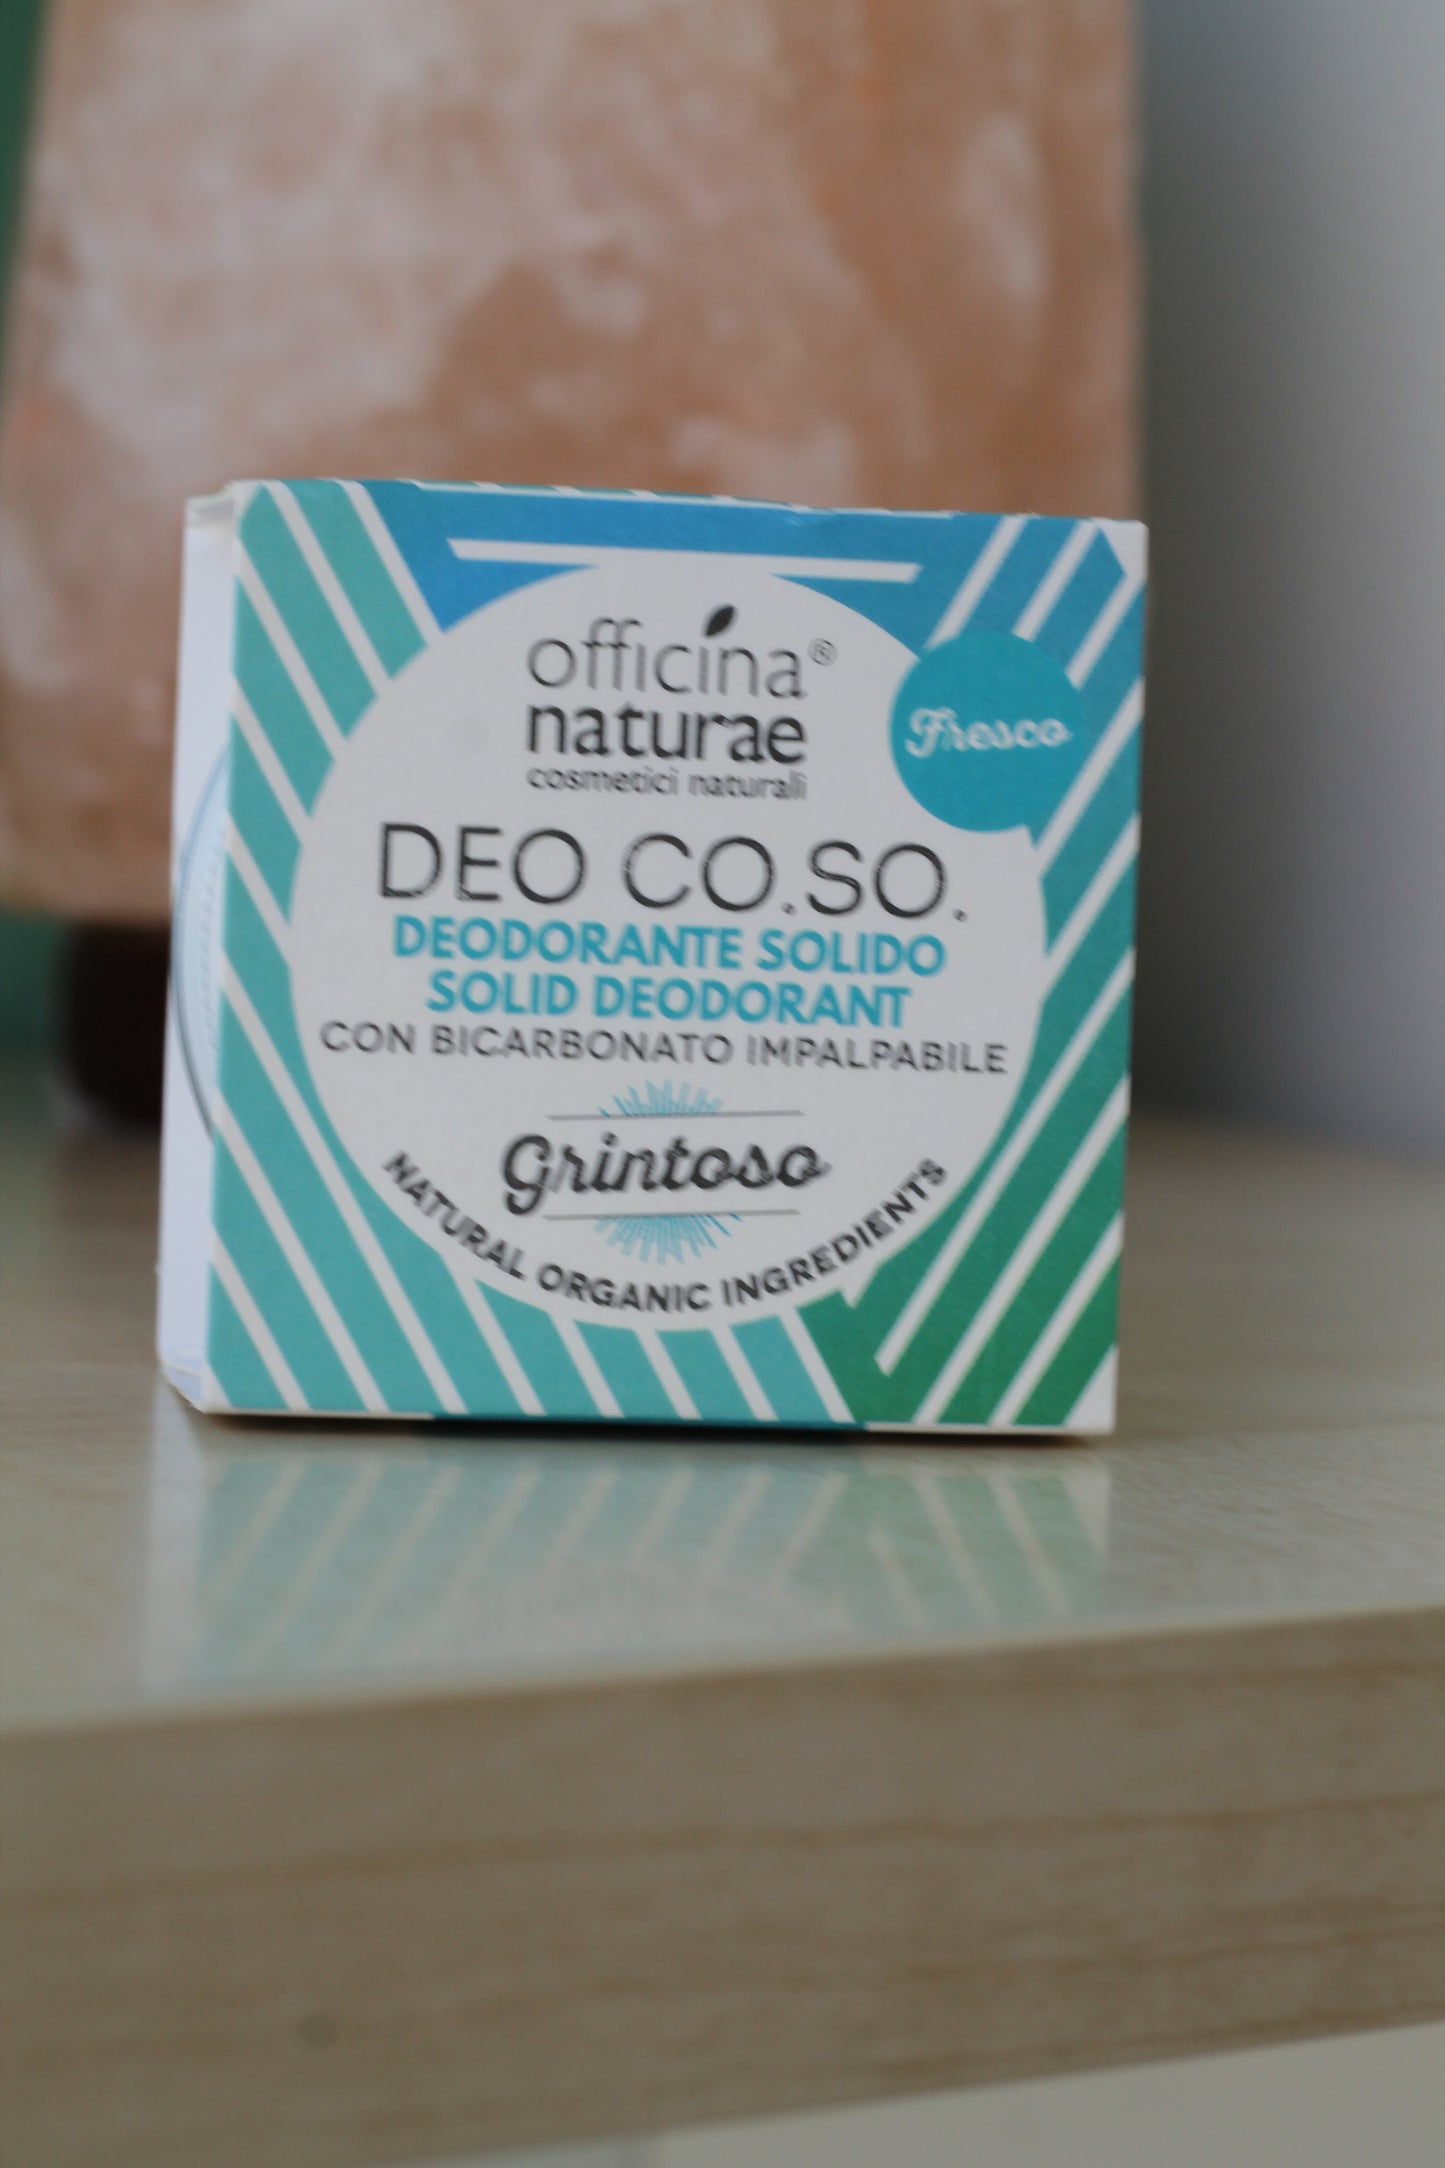 officina®
naturae
cosmetici naturali
Fresco
DEO CO.SO.
DEODORANTE SOLIDO
SOLID DEODORANT
CON BICARBONATO IMPALPABILE
Grintoso
NATURAL ORGANIC INGREDIENTS